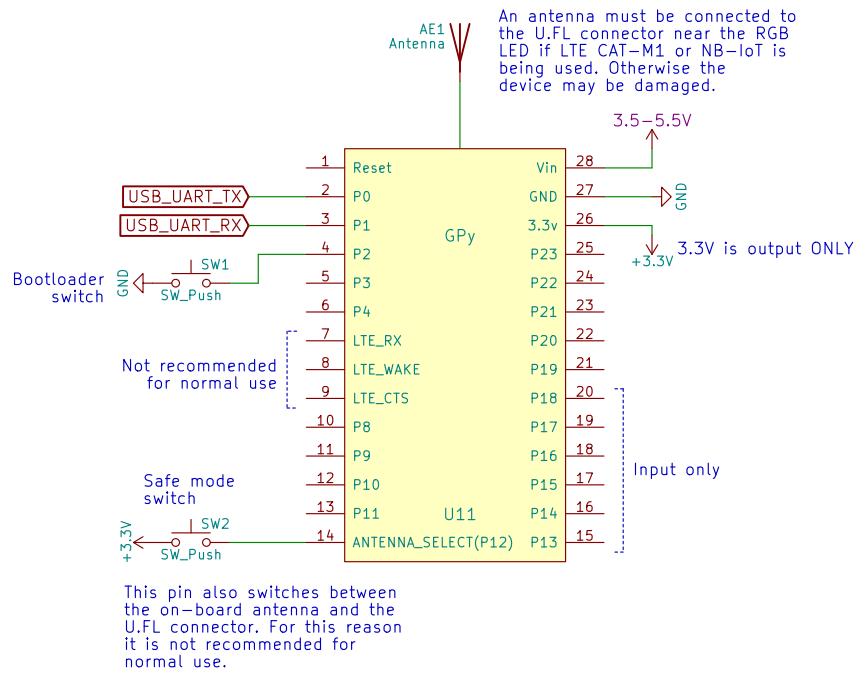 An antenna must be connected to
the U.FL connector near the RGB
LED if LTE CAT-M1 or NB-IoT is
being used. Otherwise the
device may be damaged.
AE1
Antenna
3.5-5.5V
1 Reset Vin 28
USB_UART_TX 2 P0 GND 27 GND
USB_UART_RX 3 P1 3.3v 26
GPy
+3.3V 3.3V is output ONLY
4 P2 P23 25
Bootloader
switch
GND SW1
SW_Push
5 P3 P22 24
6 P4 P21 23
7 LTE_RX P20 22
Not recommended
for normal use
8 LTE_WAKE P19 21
9 LTE_CTS P18 20
10 P8 P17 19
11 P9 P16 18
Input only
12 P10 P15 17
Safe mode
switch
13 P11 U11 P14 16
+3.3V SW2
SW_Push
14 ANTENNA_SELECT(P12) P13 15
This pin also switches between
the on-board antenna and the
U.FL connector. For this reason
it is not recommended for
normal use.